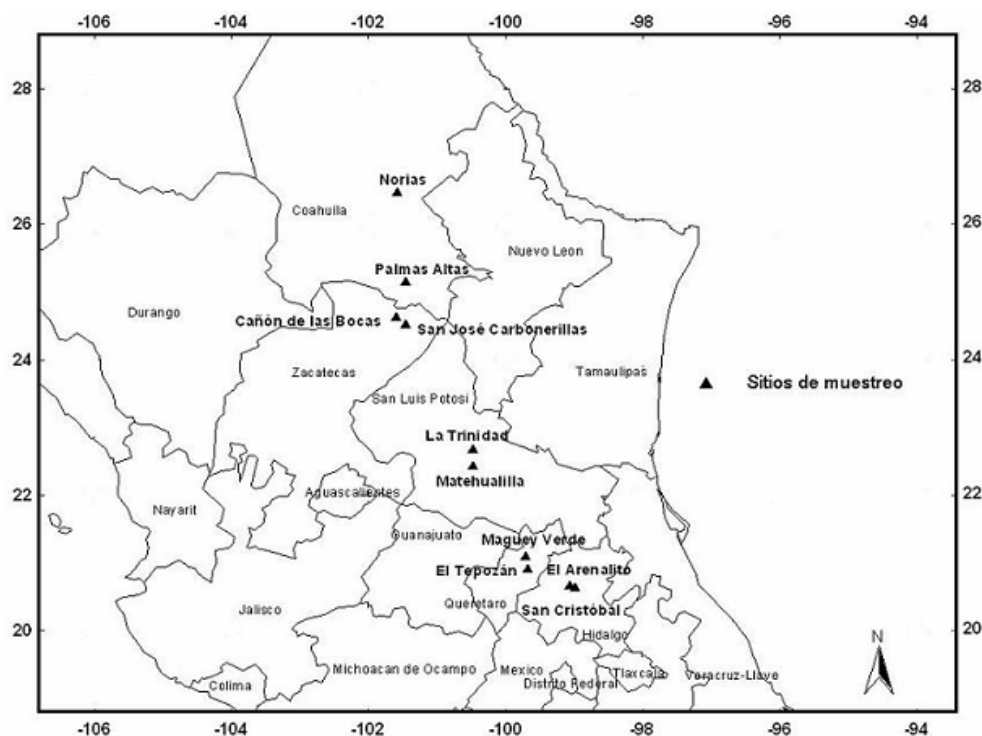 -106 -104 -102 -100 -98 -96 -94
28 28
Norias
Coahuila
26 26
Nuevo Leon
Palmas Altas
Durango
Cañón de las Bocas
San José Carbonerillas
24 24
Zacatecas
Tamaulipas
Sitios de muestreo
San Luis Potosi
La Trinidad
Matehualilla
22 22
Aguascalientes
Nayarit
Guanajuato
Maguey Verde
El Tepozán
El Arenalito
Queretaro
San Cristóbal
Jalisco
20 20
Hidalgo
N
Michoacan de Ocampo
Mexico
Tlaxcala
Veracruz-Llave
Distrito Federal
Colima
-106 -104 -102 -100 -98 -96 -94